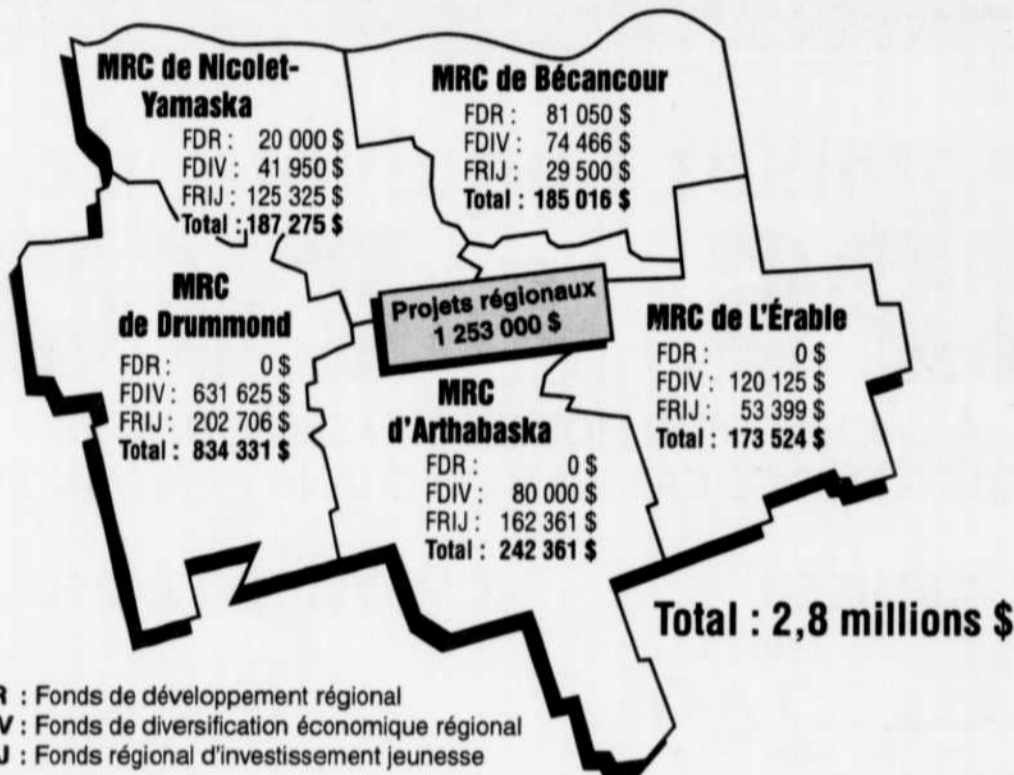 MRC de Nicolet-
Yamaska
FDR : 20 000 $
FDIV : 41 950 $
FRIJ : 125 325 $
Total : 187 275 $
MRC de Bécancour
FDR : 81 050 $
FDIV : 74 466 $
FRIJ : 29 500 $
Total : 185 016 $
MRC
de Drummond
FDR : 0 $
FDIV : 631 625 $
FRIJ : 202 706 $
Total : 834 331 $
Projets régionaux
1 253 000 $
MRC
d'Arthabaska
FDR : 0 $
FDIV : 80 000 $
FRIJ : 162 361 $
Total : 242 361 $
MRC de L'Érable
FDR : 0 $
FDIV : 120 125 $
FRIJ : 53 399 $
Total : 173 524 $
Total : 2,8 millions $
R : Fonds de développement régional
V : Fonds de diversification économique régional
J : Fonds régional d'investissement jeunesse